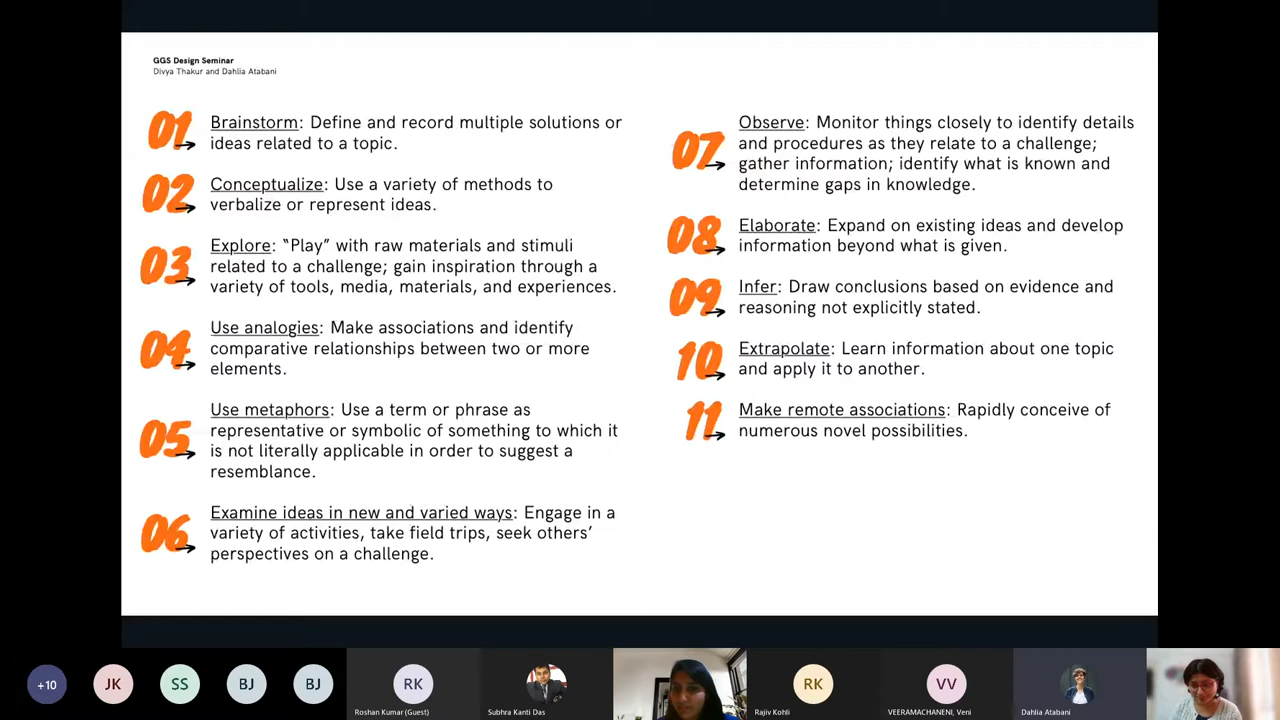 GGS Design Seminar
Divya Thakur and Dahlia Atabani
01
Brainstorm: Define and record multiple solutions or
ideas related to a topic.
02
Conceptualize: Use a variety of methods to
verbalize or represent ideas.
03
Explore: “Play” with raw materials and stimuli
related to a challenge; gain inspiration through a
variety of tools, media, materials, and experiences.
04
Use analogies: Make associations and identify
comparative relationships between two or more
elements.
05
Use metaphors: Use a term or phrase as
representative or symbolic of something to which it
is not literally applicable in order to suggest a
resemblance.
06
Examine ideas in new and varied ways: Engage in a
variety of activities, take field trips, seek others’
perspectives on a challenge.
07
Observe: Monitor things closely to identify details
and procedures as they relate to a challenge;
gather information; identify what is known and
determine gaps in knowledge.
08
Elaborate: Expand on existing ideas and develop
information beyond what is given.
09
Infer: Draw conclusions based on evidence and
reasoning not explicitly stated.
10
Extrapolate: Learn information about one topic
and apply it to another.
11
Make remote associations: Rapidly conceive of
numerous novel possibilities.
+10
JK
SS
BJ
BJ
RK
Roshan Kumar (Guest)
Subhra Kanti Das
RK
Rajiv Kohli
VV
VEERAMACHANENI, Veni
Dahlia Atabani